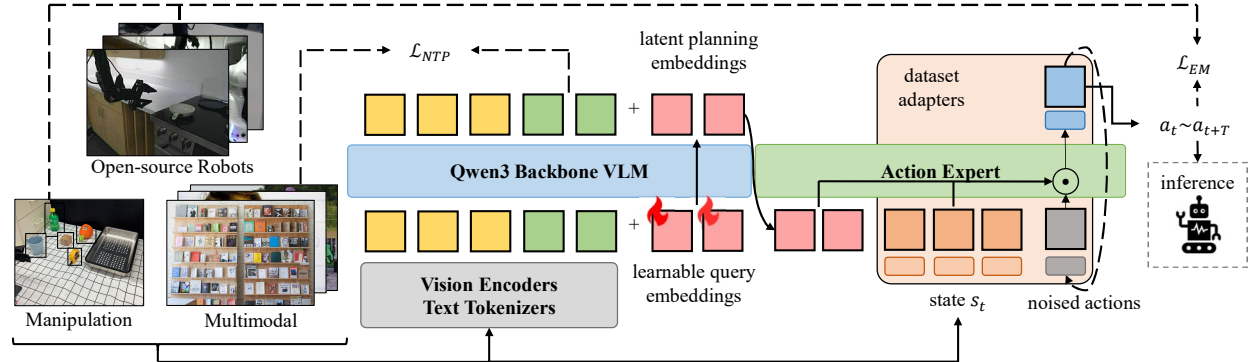 Open-source Robots
Manipulation
Multimodal
ℒ_NTP
latent planning
embeddings
+
Qwen3 Backbone VLM
+
Vision Encoders
Text Tokenizers
learnable query
embeddings
dataset
adapters
Action Expert
state s_t
noised actions
ℒ_EM
a_t~a_{t+T}
inference